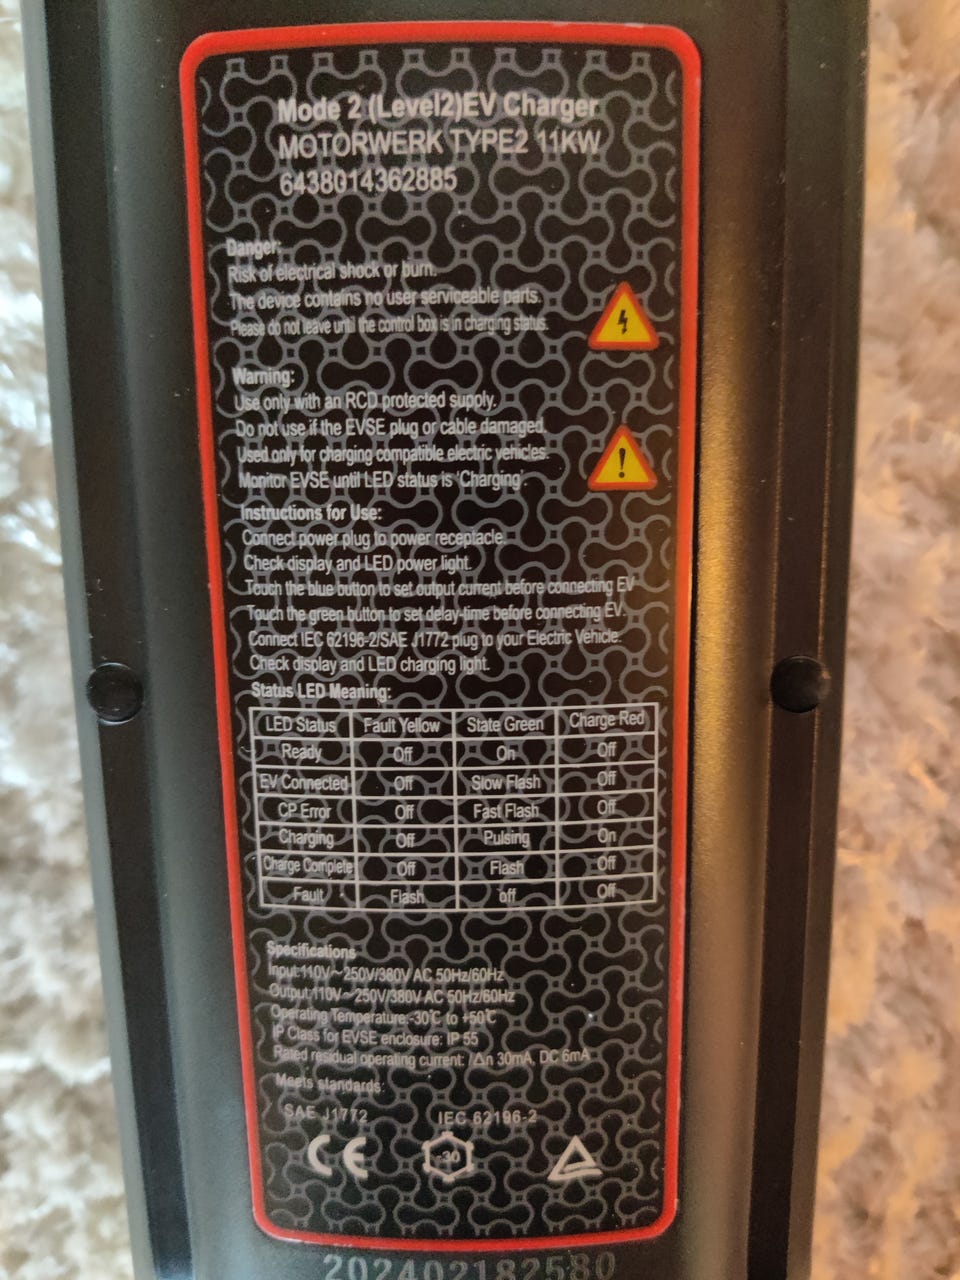 Mode 2 (Level2)EV Charger
MOTORWERK TYPE2 11KW
6438014362885
Danger:
Risk of electrical shock or burn.
The device contains no user serviceable parts.
Please do not leave until the control box is in charging status.
Warning:
Use only with an RCD protected supply.
Do not use if the EVSE plug or cable damaged.
Used only for charging compatible electric vehicles.
Monitor EVSE until LED status is 'Charging'.
Instructions for Use:
Connect power plug to power receptacle.
Check display and LED power light.
Touch the blue button to set output current before connecting EV
Touch the green button to set delay-time before connecting EV.
Connect IEC 62196-2/SAE J1772 plug to your Electric Vehicle.
Check display and LED charging light.
Status LED Meaning:
LED Status Fault Yellow State Green Charge Red
Ready Off On Off
EV Connected Off Slow Flash Off
CP Error Off Fast Flash Off
Charging Off Pulsing On
Charge Complete Off Flash Off
Fault Flash off Off
Specifications
Input:110V~250V/380V AC 50Hz/60Hz
Output:110V~250V/380V AC 50Hz/60Hz
Operating Temperature:-30℃ to +50℃
IP Class for EVSE enclosure: IP 55
Rated residual operating current: IΔn 30mA, DC 6mA
Meets standards:
SAE J1772 IEC 62196-2
CE -30
202402182580